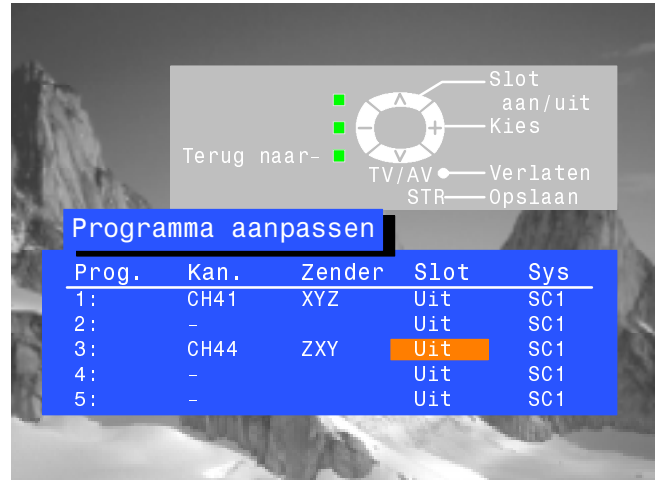 Slot
aan/uit
Kies
Terug naar-
TV/AV Verlaten
STR Opslaan
Programma aanpassen
Prog. Kan. Zender Slot Sys
1: CH41 XYZ Uit SC1
2: - Uit SC1
3: CH44 ZXY Uit SC1
4: - Uit SC1
5: - Uit SC1